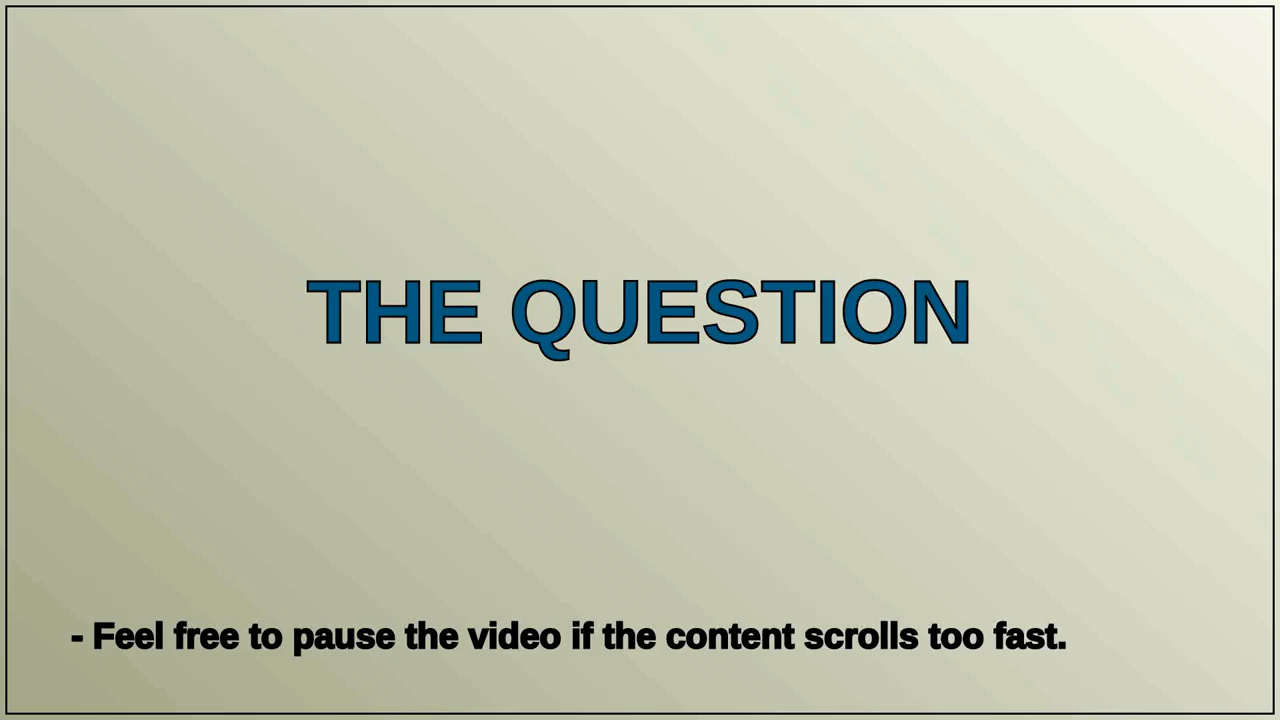 THE QUESTION
- Feel free to pause the video if the content scrolls too fast.